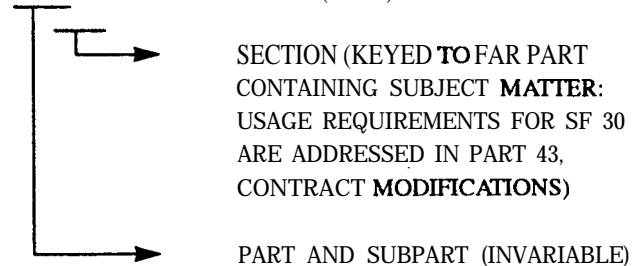 SECTION (KEYED TO FAR PART
CONTAINING SUBJECT MATTER:
USAGE REQUIREMENTS FOR SF 30
ARE ADDRESSED IN PART 43,
CONTRACT MODIFICATIONS)
PART AND SUBPART (INVARIABLE)